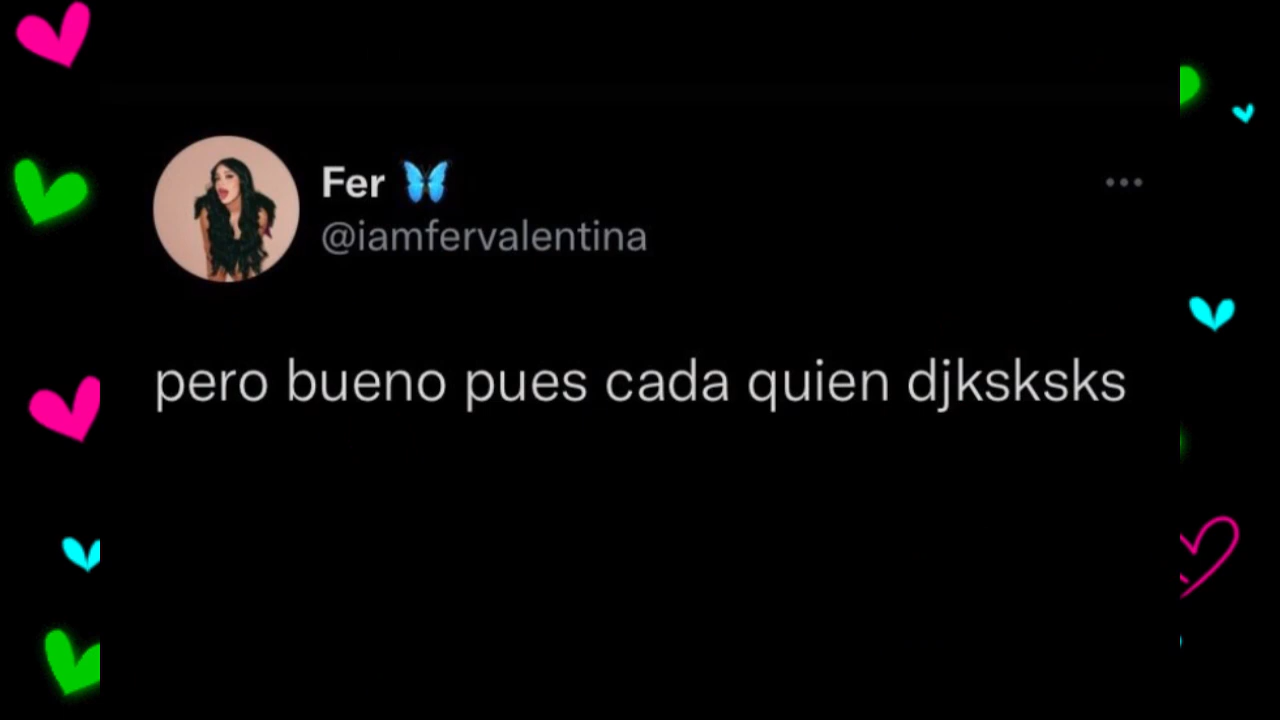 Fer 🦋
@iamfervalentina
pero bueno pues cada quien djksksks